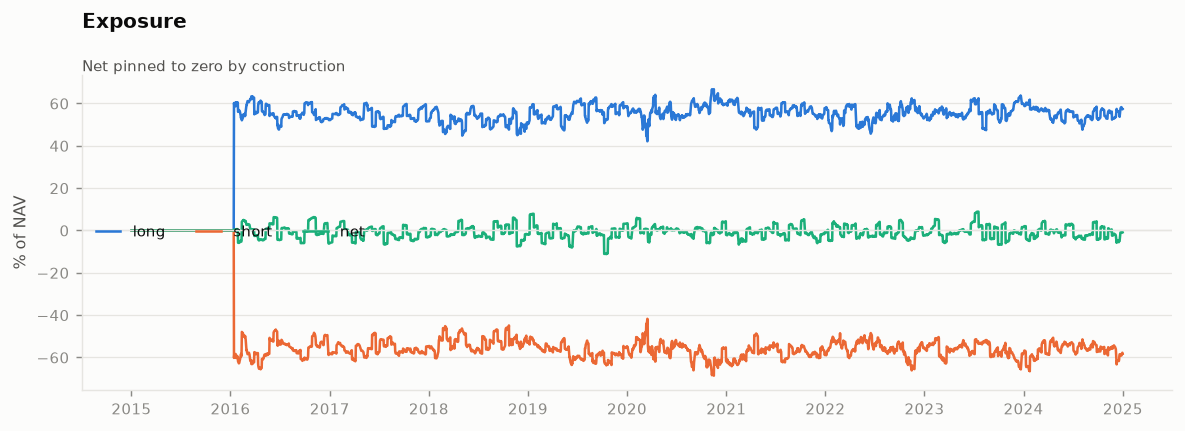 Exposure
Net pinned to zero by construction
% of NAV
60
40
20
0
−20
−40
−60
long short net
2015 2016 2017 2018 2019 2020 2021 2022 2023 2024 2025